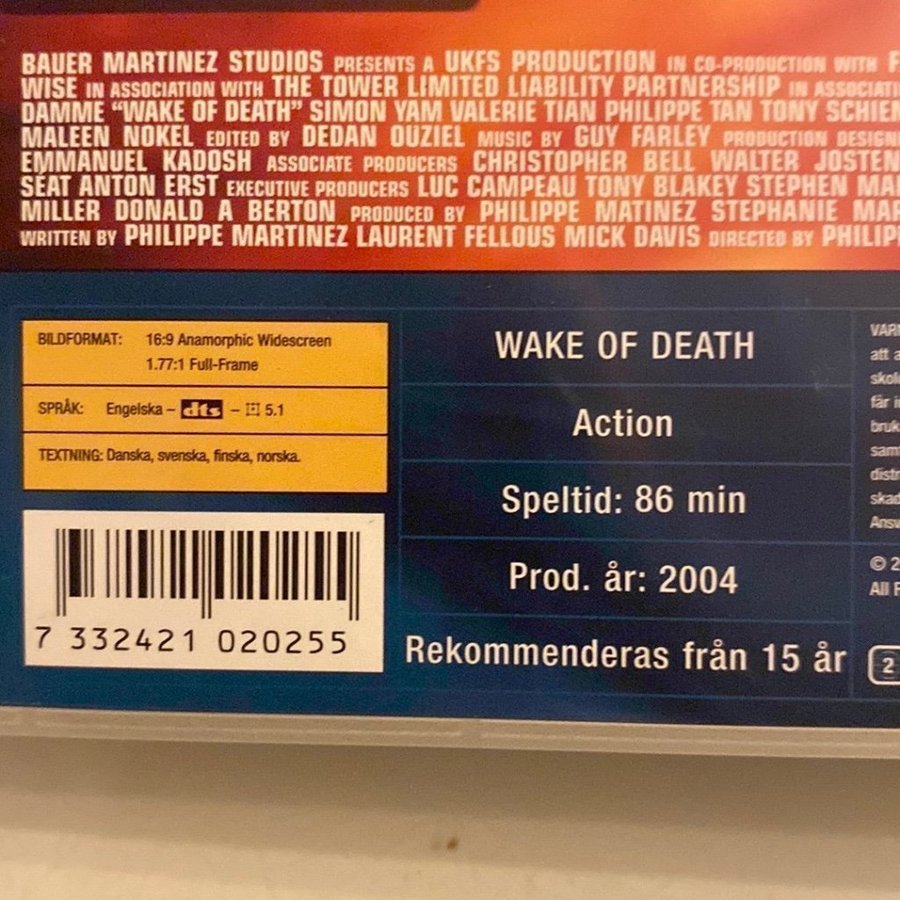 BAUER MARTINEZ STUDIOS PRESENTS A UKFS PRODUCTION IN CO-PRODUCTION WITH
WISE IN ASSOCIATION WITH THE TOWER LIMITED LIABILITY PARTNERSHIP IN
DAMME "WAKE OF DEATH" SIMON YAM VALERIE TIAN PHILIPPE TAN TONY
MALEEN NOKEL EDITED BY DEDAN OUZIEL MUSIC BY GUY FARLEY PRODUCTION
EMMANUEL KADOSH ASSOCIATE PRODUCERS CHRISTOPHER BELL WALTER JOSTEN
SEAT ANTON ERST EXECUTIVE PRODUCERS LUC CAMPEAU TONY BLAKEY STEPHEN
MILLER DONALD A BERTON PRODUCED BY PHILIPPE MATINEZ STEPHANIE
WRITTEN BY PHILIPPE MARTINEZ LAURENT FELLOUS MICK DAVIS DIRECTED BY
BILDFORMAT: 16:9 Anamorphic Widescreen
1.77:1 Full-Frame
SPRÅK: Engelska – dts – 5.1
TEXTNING: Danska, svenska, finska, norska.
7 332421 020255
WAKE OF DEATH
Action
Speltid: 86 min
Prod. år: 2004
Rekommenderas från 15 år
att
får
© 2
All
2